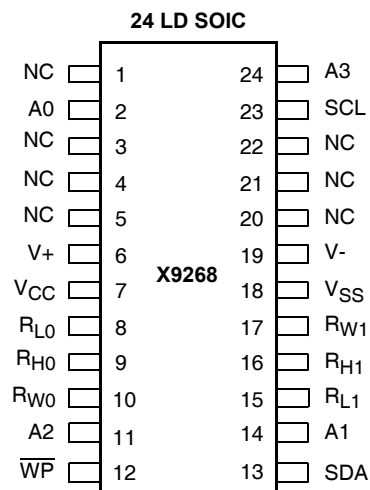 24 LD SOIC
NC 1 24 A3
A0 2 23 SCL
NC 3 22 NC
NC 4 21 NC
NC 5 20 NC
V+ 6 19 V-
X9268
VCC 7 18 VSS
RL0 8 17 RW1
RH0 9 16 RH1
RW0 10 15 RL1
A2 11 14 A1
W̅P̅ 12 13 SDA